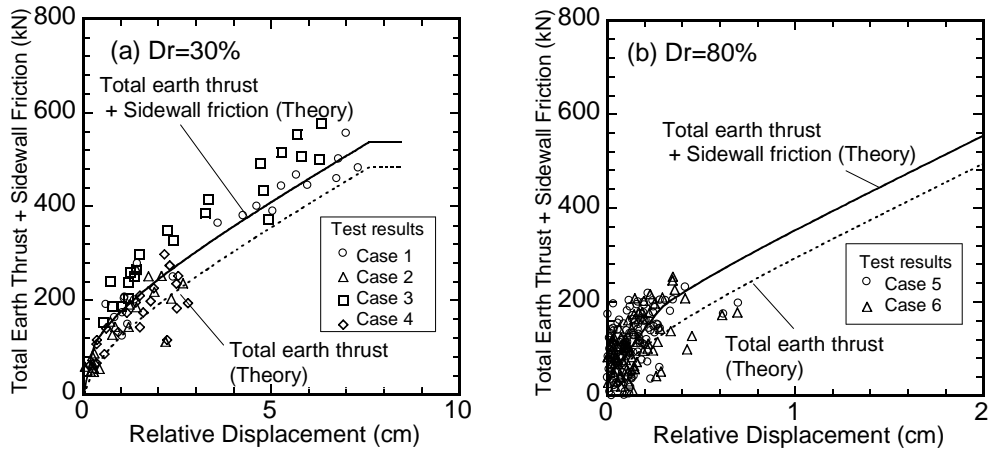 Total Earth Thrust + Sidewall Friction (kN)
800
600
400
200
0
(a) Dr=30%
Total earth thrust
+ Sidewall friction (Theory)
Test results
Case 1
Case 2
Case 3
Case 4
Total earth thrust
(Theory)
0
5
10
Relative Displacement (cm)
Total Earth Thrust + Sidewall Friction (kN)
800
600
400
200
0
(b) Dr=80%
Total earth thrust
+ Sidewall friction (Theory)
Test results
Case 5
Case 6
Total earth thrust
(Theory)
0
1
2
Relative Displacement (cm)